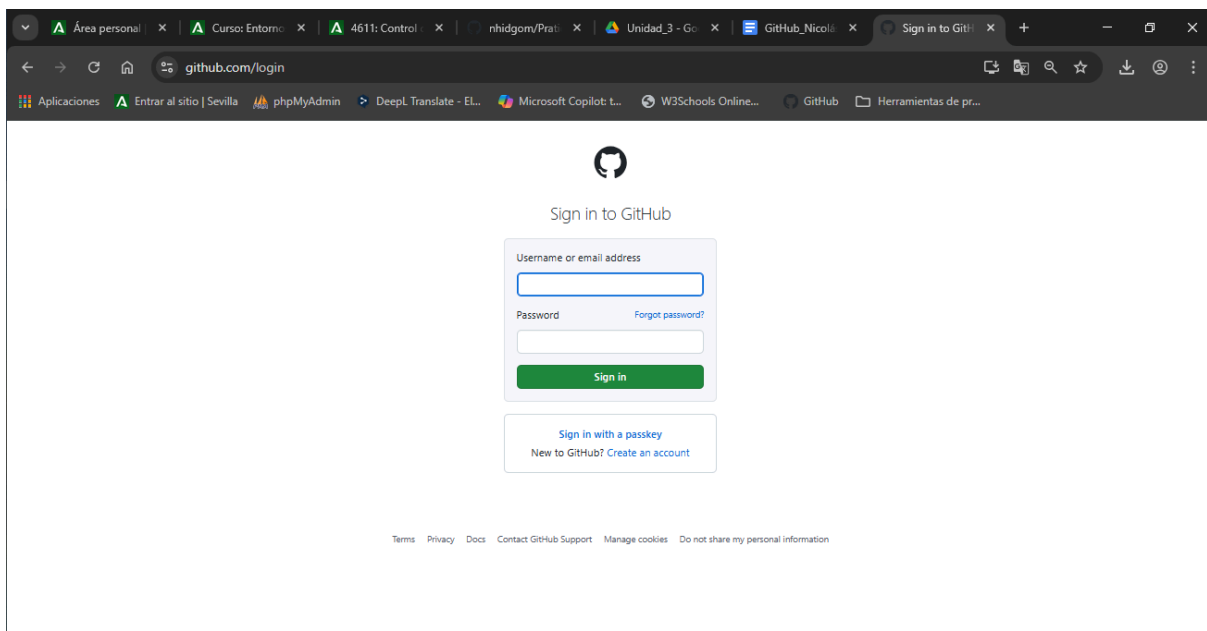 Área personal
Curso: Entorno
4611: Control
nhidgom/Prat
Unidad_3 - Go
GitHub_Nicolá
Sign in to GitH
github.com/login
Aplicaciones
Entrar al sitio | Sevilla
phpMyAdmin
DeepL Translate - El...
Microsoft Copilot: t...
W3Schools Online...
GitHub
Herramientas de pr...
Sign in to GitHub
Username or email address
Password
Forgot password?
Sign in
Sign in with a passkey
New to GitHub? Create an account
Terms Privacy Docs Contact GitHub Support Manage cookies Do not share my personal information